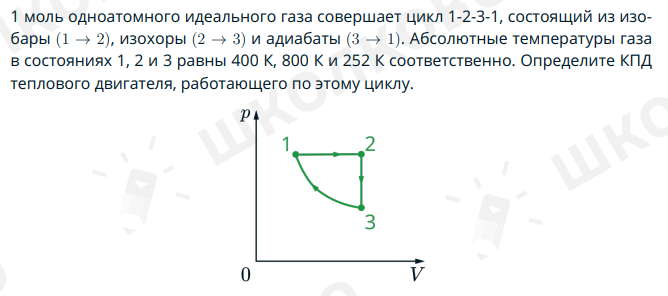 1 моль одноатомного идеального газа совершает цикл 1-2-3-1, состоящий из изо-
бары (1 → 2), изохоры (2 → 3) и адиабаты (3 → 1). Абсолютные температуры газа
в состояниях 1, 2 и 3 равны 400 К, 800 К и 252 К соответственно. Определите КПД
теплового двигателя, работающего по этому циклу.
p
1 2
3
0 V